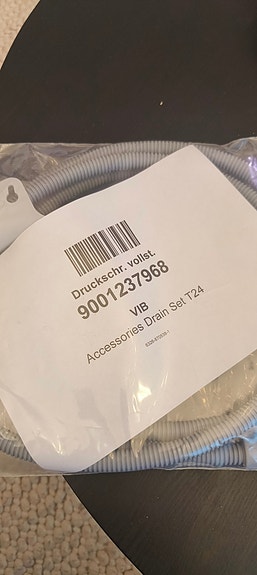 Druckschr. vollst.
9001237968
VIB
Accessories Drain Set T24